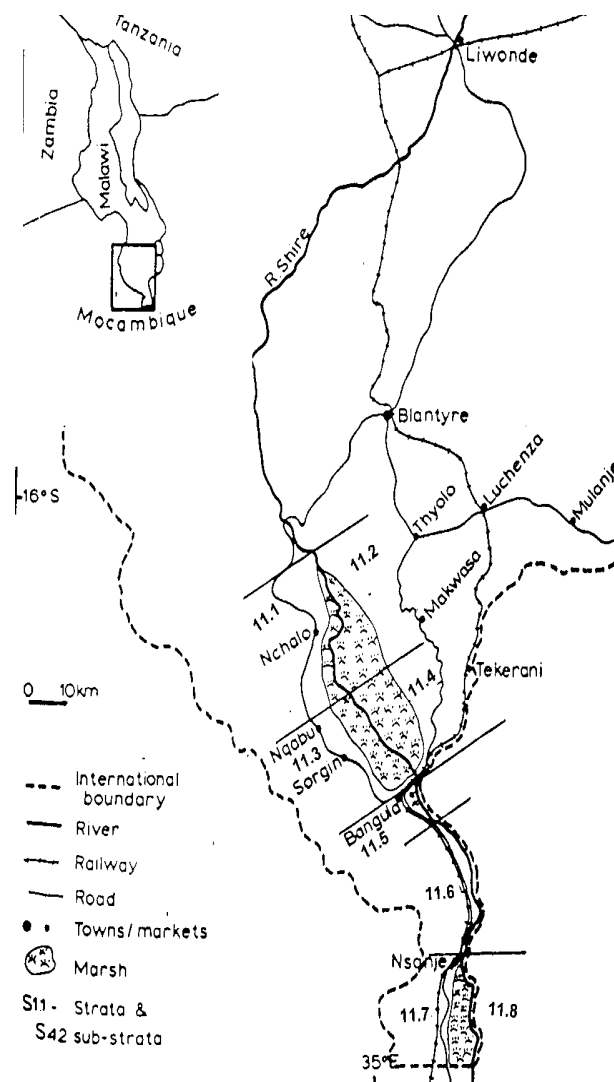 Tanzania
Zambia
Malawi
Mocambique
Liwonde
R.Shire
Blantyre
16°S
Thyolo
Luchenza
Mulanje
11.2
11.1
Makwasa
Nchalo
Tekerani
11.4
0 10km
Ngabu
11.3
Sorgin
Bangula
11.5
11.6
Nsanje
11.7
11.8
35°E
International
boundary
River
Railway
Road
Towns/markets
Marsh
S11- Strata &
S42 sub-strata